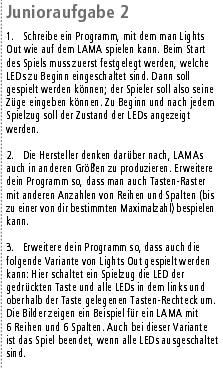 Junioraufgabe 2
1. Schreibe ein Programm, mit dem man Lights
Out wie auf dem LAMA spielen kann. Beim Start
des Spiels muss zuerst festgelegt werden, welche
LEDs zu Beginn eingeschaltet sind. Dann soll
gespielt werden können; der Spieler soll also seine
Züge eingeben können. Zu Beginn und nach jedem
Spielzug soll der Zustand der LEDs angezeigt
werden.
2. Die Hersteller denken darüber nach, LAMAs
auch in anderen Größen zu produzieren. Erweitere
dein Programm so, dass man auch Tasten-Raster
mit anderen Anzahlen von Reihen und Spalten (bis
zu einer von dir bestimmten Maximalzahl) bespielen
kann.
3. Erweitere dein Programm so, dass auch die
folgende Variante von Lights Out gespielt werden
kann: Hier schaltet ein Spielzug die LED der
gedrückten Taste und alle LEDs in dem links und
oberhalb der Taste gelegenen Tasten-Rechteck um.
Die Bilder zeigen ein Beispiel für ein LAMA mit
6 Reihen und 6 Spalten. Auch bei dieser Variante
ist das Spiel beendet, wenn alle LEDs ausgeschaltet
sind.